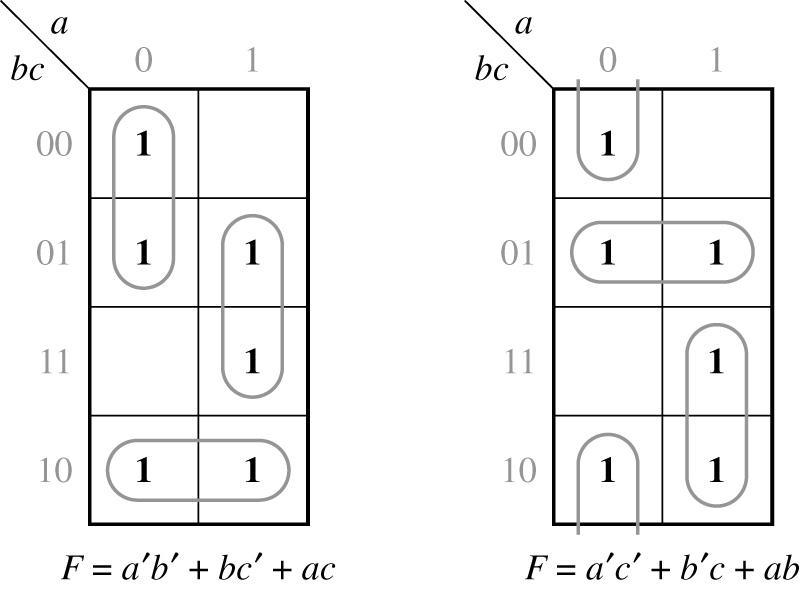 a a
bc 0 1 bc 0 1
00 1 00 1
01 1 1 01 1 1
11 1 11 1
10 1 1 10 1 1
F = a′b′ + bc′ + ac F = a′c′ + b′c + ab